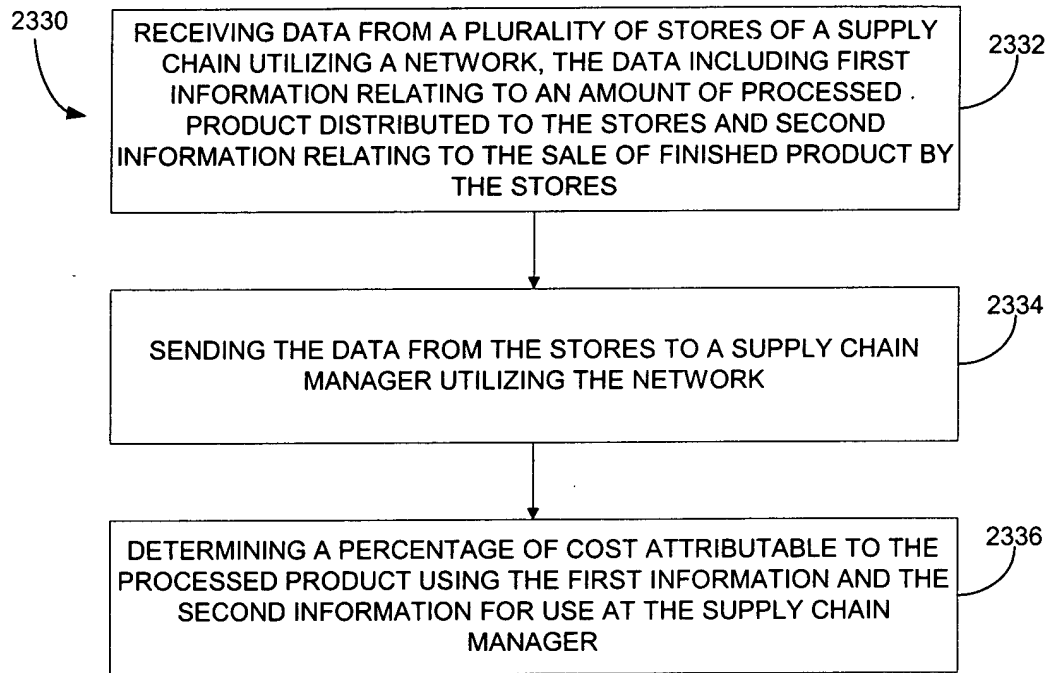 2330
RECEIVING DATA FROM A PLURALITY OF STORES OF A SUPPLY
CHAIN UTILIZING A NETWORK, THE DATA INCLUDING FIRST
INFORMATION RELATING TO AN AMOUNT OF PROCESSED
PRODUCT DISTRIBUTED TO THE STORES AND SECOND
INFORMATION RELATING TO THE SALE OF FINISHED PRODUCT BY
THE STORES
2332
SENDING THE DATA FROM THE STORES TO A SUPPLY CHAIN
MANAGER UTILIZING THE NETWORK
2334
DETERMINING A PERCENTAGE OF COST ATTRIBUTABLE TO THE
PROCESSED PRODUCT USING THE FIRST INFORMATION AND THE
SECOND INFORMATION FOR USE AT THE SUPPLY CHAIN
MANAGER
2336